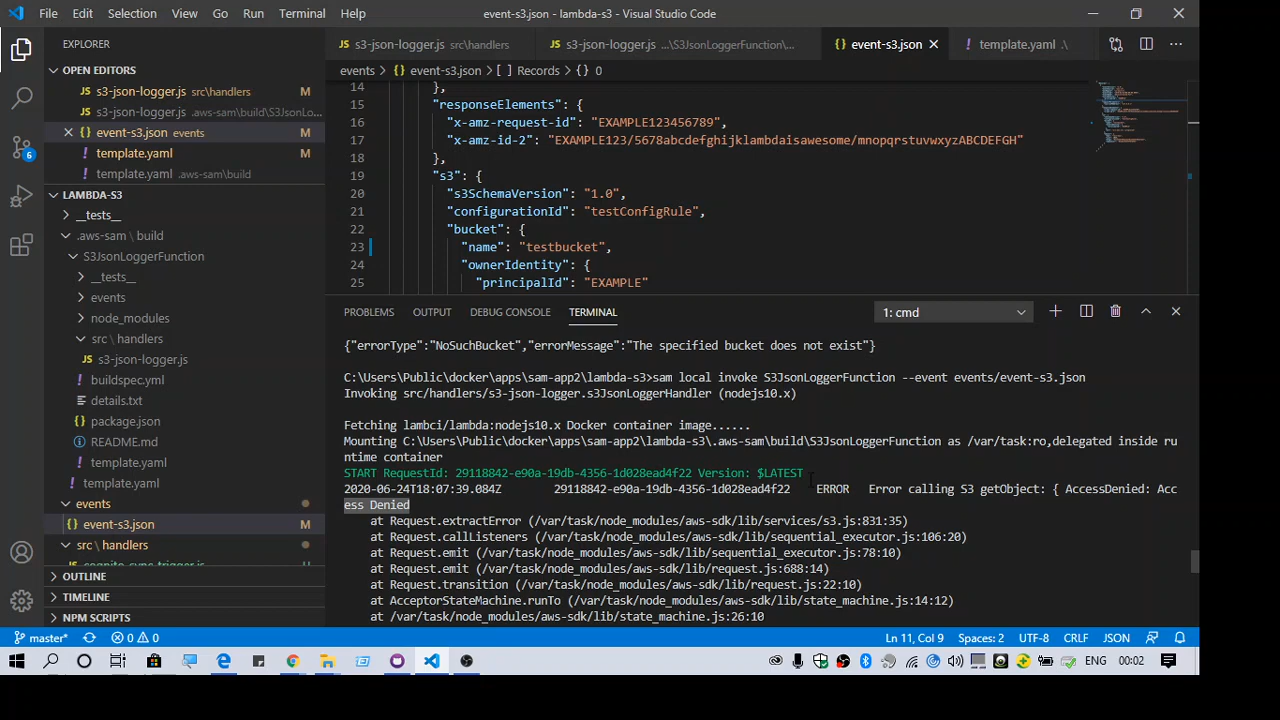 File Edit Selection View Go Run Terminal Help event-s3.json - lambda-s3 - Visual Studio Code
EXPLORER
OPEN EDITORS
s3-json-logger.js src\handlers M
s3-json-logger.js .aws-sam\build\S3JsonLoggerFu...
event-s3.json events M
template.yaml M
template.yaml .aws-sam\build
LAMBDA-S3
__tests__
.aws-sam \ build
S3JsonLoggerFunction
__tests__
events
node_modules
src \ handlers
s3-json-logger.js
buildspec.yml
details.txt
package.json
README.md
template.yaml
template.yaml
events
event-s3.json M
src \ handlers
cognito-sync-trigger.js
OUTLINE
TIMELINE
NPM SCRIPTS
s3-json-logger.js src\handlers s3-json-logger.js ...\S3JsonLoggerFunction\... event-s3.json template.yaml .\
events > event-s3.json > [ ] Records > { } 0
14 },
15 "responseElements": {
16 "x-amz-request-id": "EXAMPLE123456789",
17 "x-amz-id-2": "EXAMPLE123/5678abcdefghijklambdaisawesome/mnopqrstuvwxyzABCDEFGH"
18 },
19 "s3": {
20 "s3SchemaVersion": "1.0",
21 "configurationId": "testConfigRule",
22 "bucket": {
23 "name": "testbucket",
24 "ownerIdentity": {
25 "principalId": "EXAMPLE"
PROBLEMS OUTPUT DEBUG CONSOLE TERMINAL 1: cmd
{"errorType":"NoSuchBucket","errorMessage":"The specified bucket does not exist"}
C:\Users\Public\docker\apps\sam-app2\lambda-s3>sam local invoke S3JsonLoggerFunction --event events/event-s3.json
Invoking src/handlers/s3-json-logger.s3JsonLoggerHandler (nodejs10.x)
Fetching lambci/lambda:nodejs10.x Docker container image......
Mounting C:\Users\Public\docker\apps\sam-app2\lambda-s3\.aws-sam\build\S3JsonLoggerFunction as /var/task:ro,delegated inside ru
ntime container
START RequestId: 29118842-e90a-19db-4356-1d028ead4f22 Version: $LATEST
2020-06-24T18:07:39.084Z 29118842-e90a-19db-4356-1d028ead4f22 ERROR Error calling S3 getObject: { AccessDenied: Acc
ess Denied
at Request.extractError (/var/task/node_modules/aws-sdk/lib/services/s3.js:831:35)
at Request.callListeners (/var/task/node_modules/aws-sdk/lib/sequential_executor.js:106:20)
at Request.emit (/var/task/node_modules/aws-sdk/lib/sequential_executor.js:78:10)
at Request.emit (/var/task/node_modules/aws-sdk/lib/request.js:688:14)
at Request.transition (/var/task/node_modules/aws-sdk/lib/request.js:22:10)
at AcceptorStateMachine.runTo (/var/task/node_modules/aws-sdk/lib/state_machine.js:14:12)
at /var/task/node_modules/aws-sdk/lib/state_machine.js:26:10
6
master* 0 0 Ln 11, Col 9 Spaces: 2 UTF-8 CRLF JSON
ENG 00:02